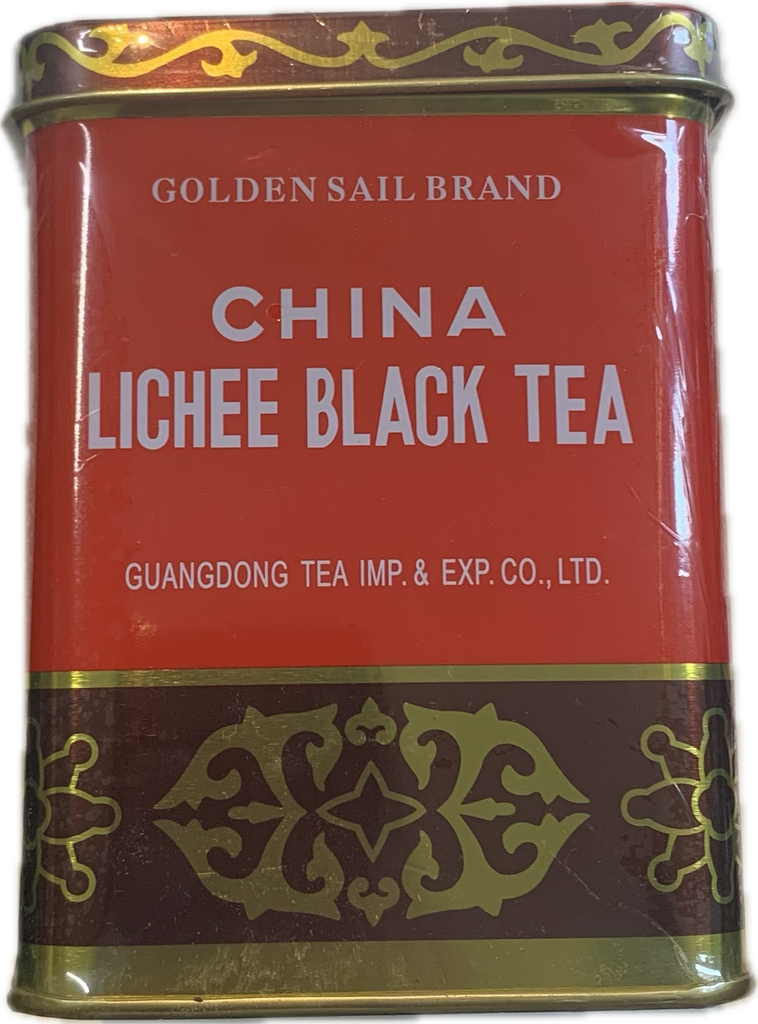 GOLDEN SAIL BRAND
CHINA
LICHEE BLACK TEA
GUANGDONG TEA IMP. & EXP. CO., LTD.